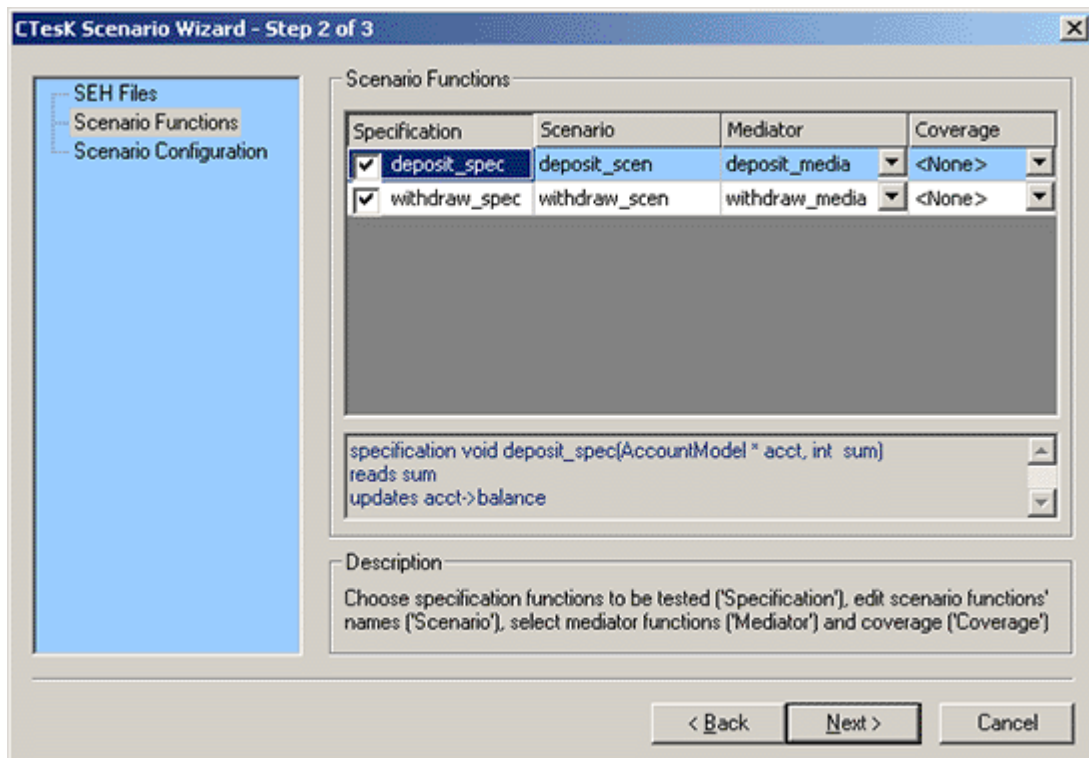 CTesK Scenario Wizard - Step 2 of 3
SEH Files
Scenario Functions
Scenario Configuration
Scenario Functions
Specification Scenario Mediator Coverage
deposit_spec deposit_scen deposit_media <None>
withdraw_spec withdraw_scen withdraw_media <None>
specification void deposit_spec(AccountModel * acct, int sum)
reads sum
updates acct->balance
Description
Choose specification functions to be tested ('Specification'), edit scenario functions'
names ('Scenario'), select mediator functions ('Mediator') and coverage ('Coverage')
< Back Next > Cancel